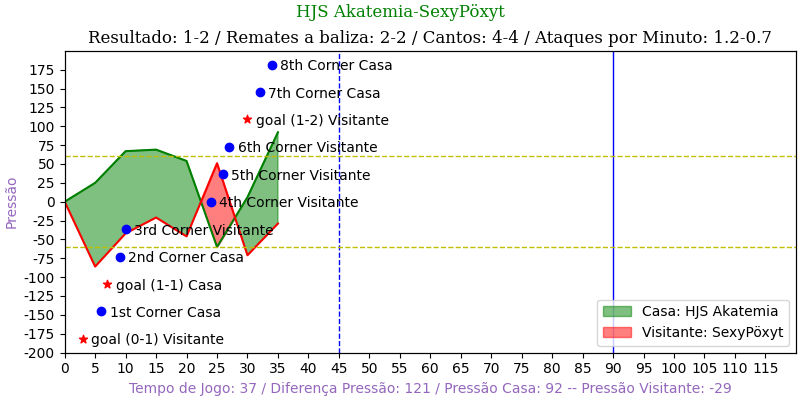 HJS Akatemia-SexyPöxyt
Resultado: 1-2 / Remates a baliza: 2-2 / Cantos: 4-4 / Ataques por Minuto: 1.2-0.7
Pressão
175
150
125
100
75
50
25
0
-25
-50
-75
-100
-125
-150
-175
-200
8th Corner Casa
7th Corner Casa
goal (1-2) Visitante
6th Corner Visitante
5th Corner Visitante
4th Corner Visitante
3rd Corner Visitante
2nd Corner Casa
goal (1-1) Casa
1st Corner Casa
goal (0-1) Visitante
Casa: HJS Akatemia
Visitante: SexyPöxyt
0 5 10 15 20 25 30 35 40 45 50 55 60 65 70 75 80 85 90 95 100 105 110 115
Tempo de Jogo: 37 / Diferença Pressão: 121 / Pressão Casa: 92 -- Pressão Visitante: -29